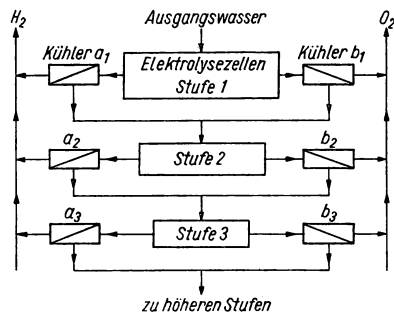 H2 Ausgangswasser O2
Kühler a1 Elektrolysezellen Stufe 1 Kühler b1
a2 Stufe 2 b2
a3 Stufe 3 b3
zu höheren Stufen